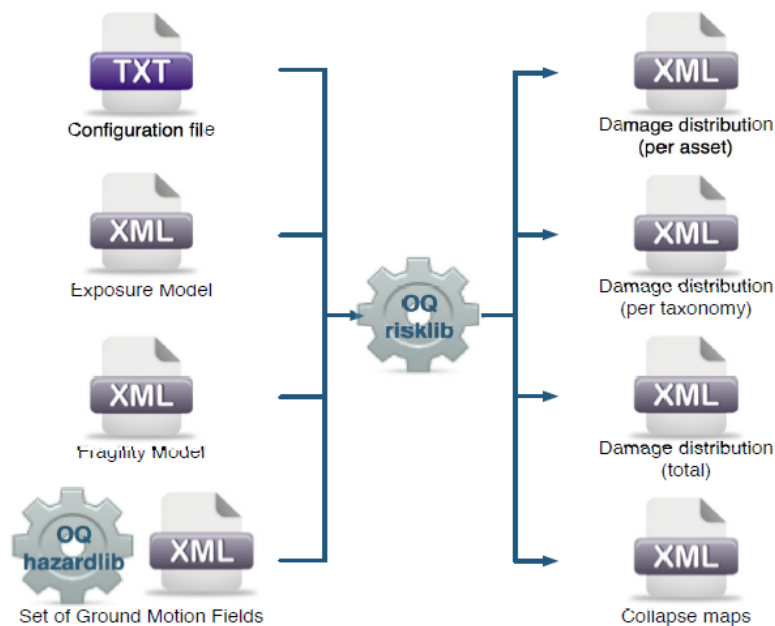 TXT
Configuration file
XML
Exposure Model
XML
Fragility Model
OQ
hazardlib
XML
Set of Ground Motion Fields
OQ
risklib
XML
Damage distribution
(per asset)
XML
Damage distribution
(per taxonomy)
XML
Damage distribution
(total)
XML
Collapse maps